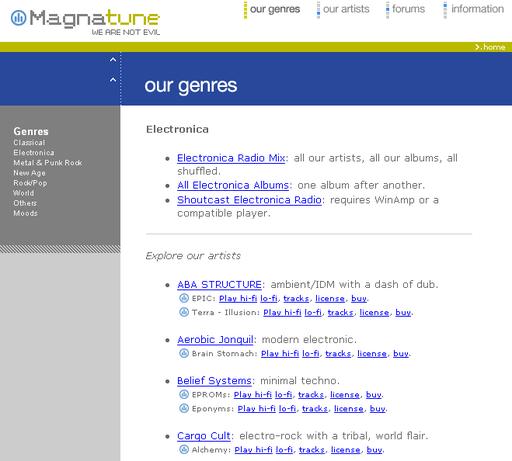 Magnatune
WE ARE NOT EVIL
our genres
our artists
forums
information
home
our genres
Genres
Classical
Electronica
Metal & Punk Rock
New Age
Rock/Pop
World
Others
Moods
Electronica
• Electronica Radio Mix: all our artists, all our albums, all
shuffled.
• All Electronica Albums: one album after another.
• Shoutcast Electronica Radio: requires WinAmp or a
compatible player.
Explore our artists
• ABA STRUCTURE: ambient/IDM with a dash of dub.
EPIC: Play hi-fi lo-fi, tracks, license, buy.
Terra - Illusion: Play hi-fi lo-fi, tracks, license, buy.
• Aerobic Jonquil: modern electronic.
Brain Stomach: Play hi-fi lo-fi, tracks, license, buy.
• Belief Systems: minimal techno.
EPROMs: Play hi-fi lo-fi, tracks, license, buy.
Eponyms: Play hi-fi lo-fi, tracks, license, buy.
• Cargo Cult: electro-rock with a tribal, world flair.
Alchemy: Play hi-fi lo-fi, tracks, license, buy.